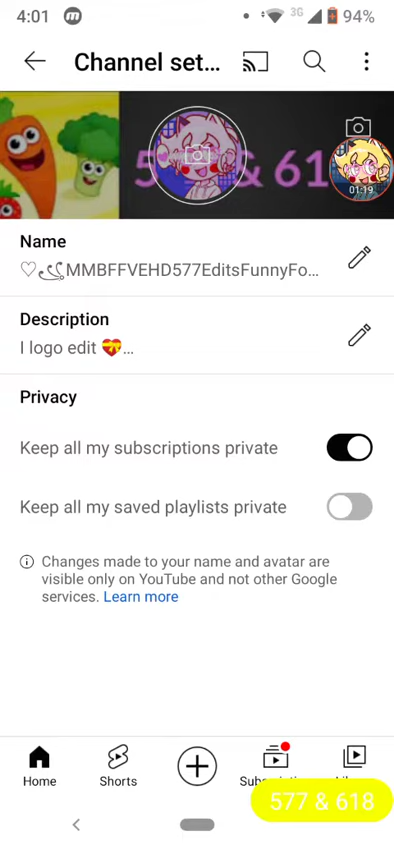 4:01
3G
94%
Channel set...
& 618
01:19
Name
♡MMBFFVEHD577EditsFunnyFo...
Description
I logo edit 💝...
Privacy
Keep all my subscriptions private
Keep all my saved playlists private
Changes made to your name and avatar are
visible only on YouTube and not other Google
services. Learn more
Home
Shorts
577 & 618